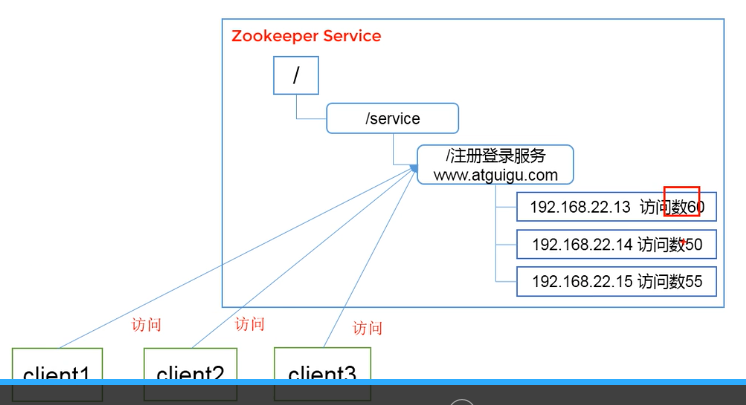 Zookeeper Service
/
/service
/注册登录服务
www.atguigu.com
192.168.22.13 访问数60
192.168.22.14 访问数50
192.168.22.15 访问数55
访问
访问
访问
client1
client2
client3